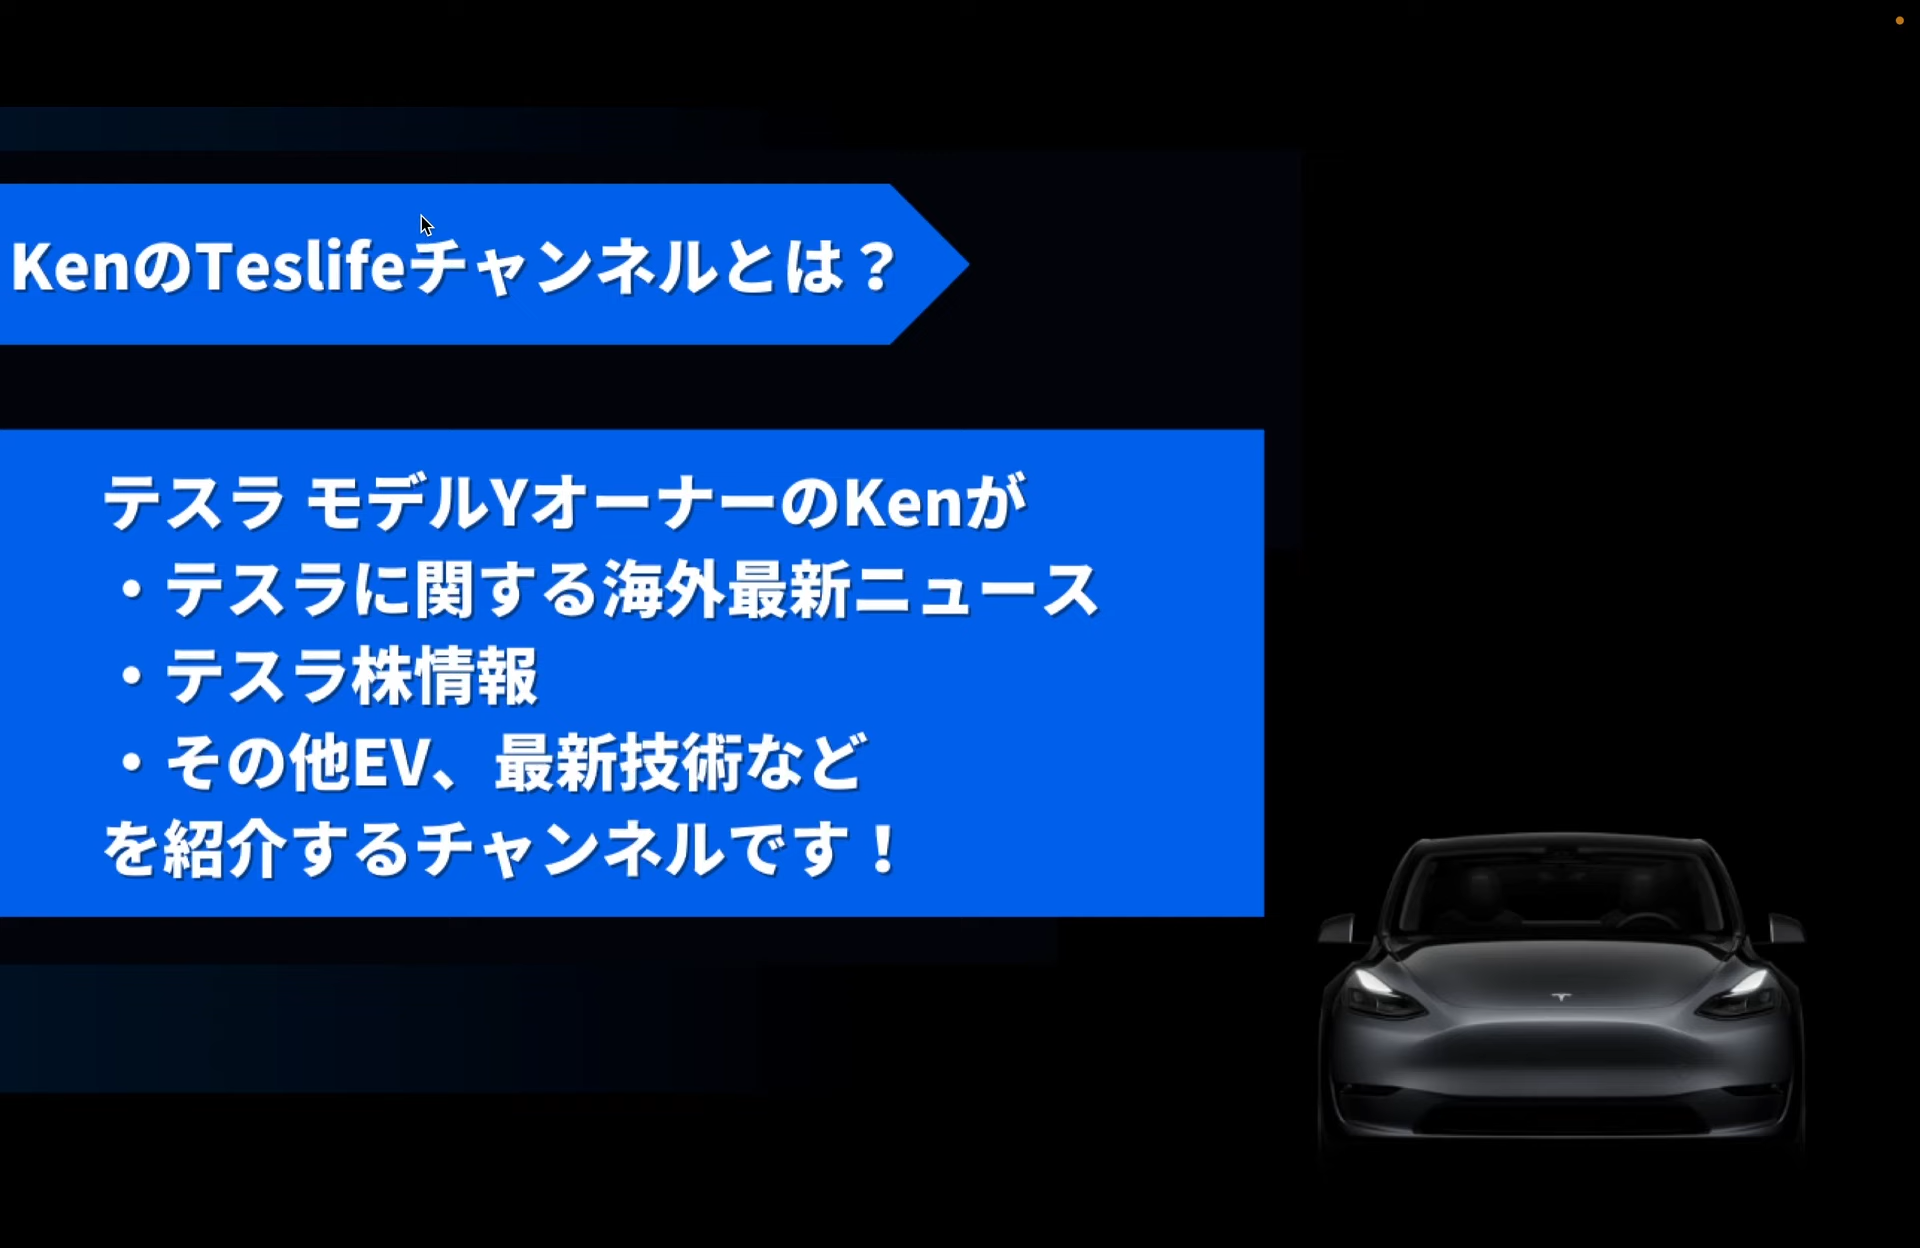 KenのTeslifeチャンネルとは？
テスラ モデルYオーナーのKenが
・テスラに関する海外最新ニュース
・テスラ株情報
・その他EV、最新技術など
を紹介するチャンネルです！